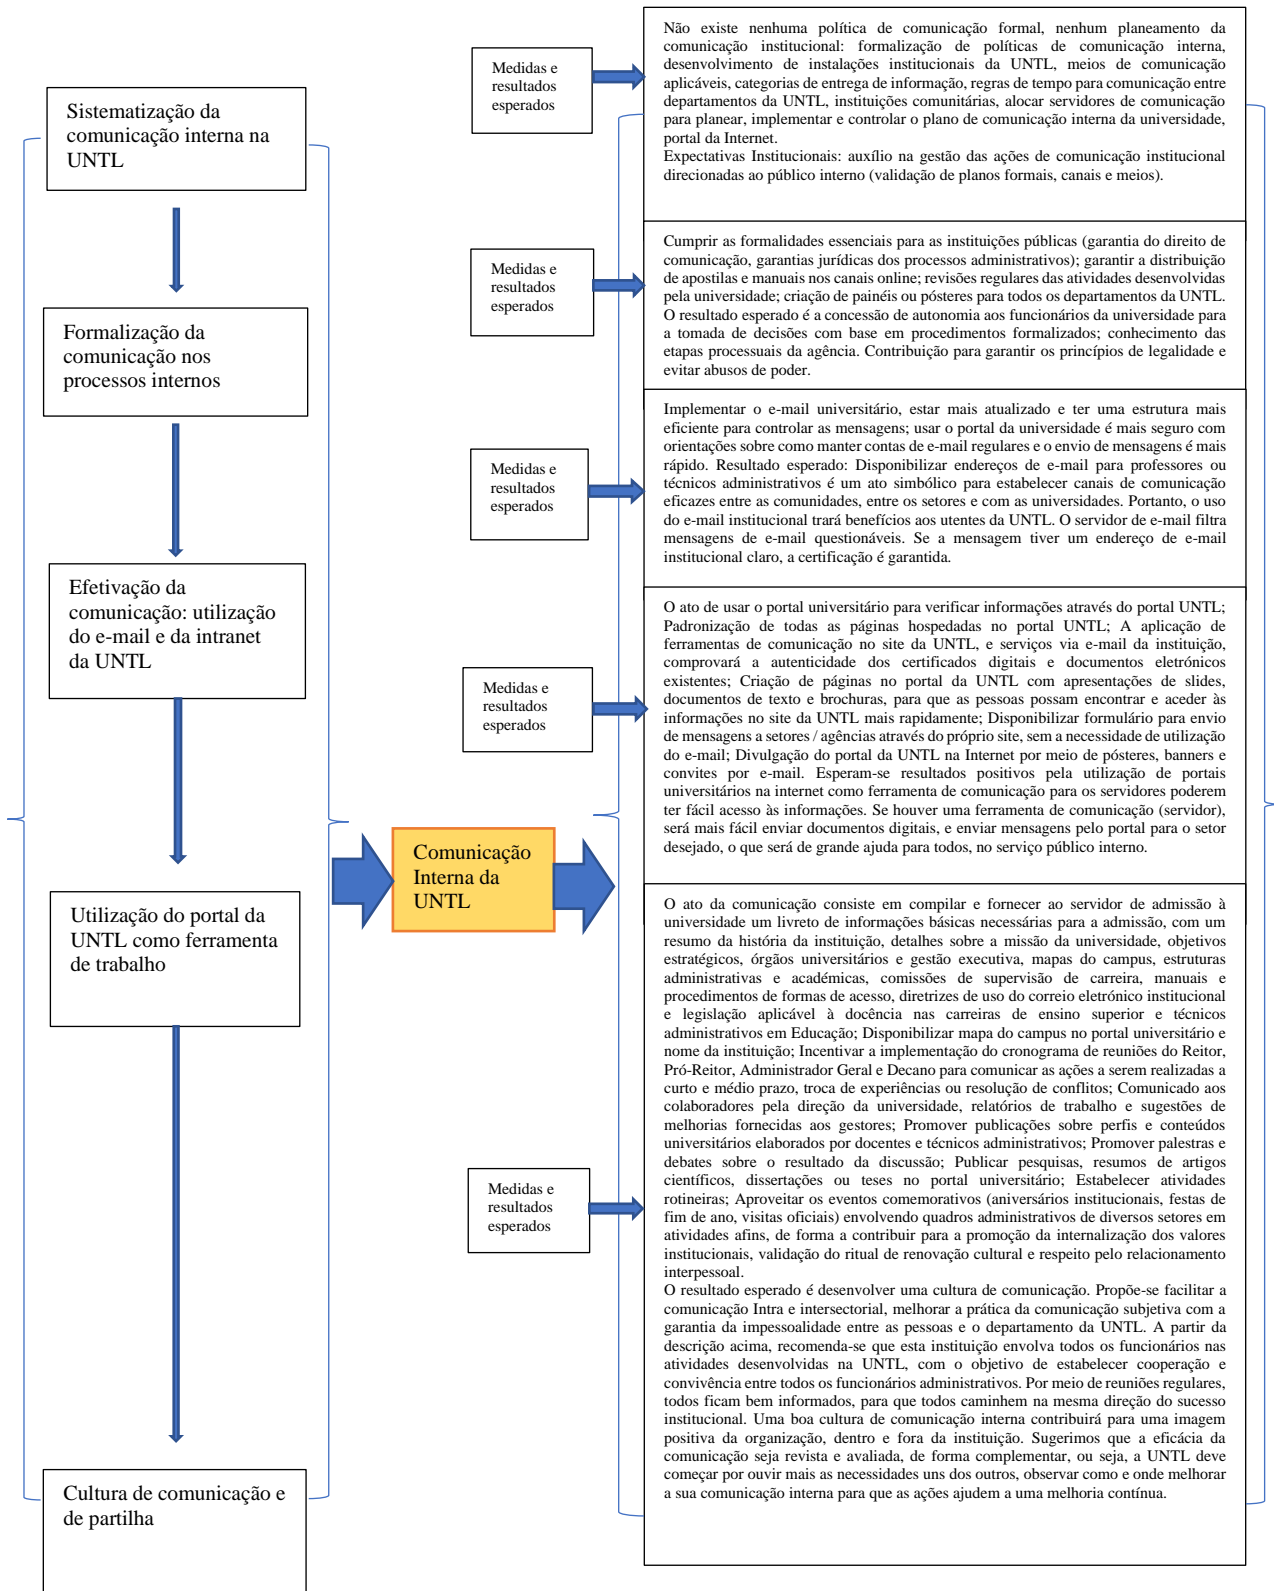 Sistematização da
comunicação interna na
UNTL
Formalização da
comunicação nos
processos internos
Efetivação da
comunicação: utilização
do e-mail e da intranet
da UNTL
Utilização do portal da
UNTL como ferramenta
de trabalho
Cultura de comunicação e
de partilha
Comunicação
Interna da
UNTL
Medidas e
resultados
esperados
Não existe nenhuma política de comunicação formal, nenhum planeamento da
comunicação institucional: formalização de políticas de comunicação interna,
desenvolvimento de instalações institucionais da UNTL, meios de comunicação
aplicáveis, categorias de entrega de informação, regras de tempo para comunicação entre
departamentos da UNTL, instituições comunitárias, alocar servidores de comunicação
para planear, implementar e controlar o plano de comunicação interna da universidade,
portal da Internet.
Expectativas Institucionais: auxílio na gestão das ações de comunicação institucional
direcionadas ao público interno (validação de planos formais, canais e meios).
Medidas e
resultados
esperados
Cumprir as formalidades essenciais para as instituições públicas (garantia do direito de
comunicação, garantias jurídicas dos processos administrativos); garantir a distribuição
de apostilas e manuais nos canais online; revisões regulares das atividades desenvolvidas
pela universidade; criação de painéis ou pósteres para todos os departamentos da UNTL.
O resultado esperado é a concessão de autonomia aos funcionários da universidade para
a tomada de decisões com base em procedimentos formalizados; conhecimento das
etapas processuais da agência. Contribuição para garantir os princípios de legalidade e
evitar abusos de poder.
Medidas e
resultados
esperados
Implementar o e-mail universitário, estar mais atualizado e ter uma estrutura mais
eficiente para controlar as mensagens; usar o portal da universidade é mais seguro com
orientações sobre como manter contas de e-mail regulares e o envio de mensagens é mais
rápido. Resultado esperado: Disponibilizar endereços de e-mail para professores ou
técnicos administrativos é um ato simbólico para estabelecer canais de comunicação
eficazes entre as comunidades, entre os setores e com as universidades. Portanto, o uso
do e-mail institucional trará benefícios aos utentes da UNTL. O servidor de e-mail filtra
mensagens de e-mail questionáveis. Se a mensagem tiver um endereço de e-mail
institucional claro, a certificação é garantida.
Medidas e
resultados
esperados
O ato de usar o portal universitário para verificar informações através do portal UNTL;
Padronização de todas as páginas hospedadas no portal UNTL; A aplicação de
ferramentas de comunicação no site da UNTL, e serviços via e-mail da instituição,
comprovará a autenticidade dos certificados digitais e documentos eletrónicos
existentes; Criação de páginas no portal da UNTL com apresentações de slides,
documentos de texto e brochuras, para que as pessoas possam encontrar e aceder às
informações no site da UNTL mais rapidamente; Disponibilizar formulário para envio
de mensagens a setores / agências através do próprio site, sem a necessidade de utilização
do e-mail; Divulgação do portal da UNTL na Internet por meio de pósteres, banners e
convites por e-mail. Esperam-se resultados positivos pela utilização de portais
universitários na internet como ferramenta de comunicação para os servidores poderem
ter fácil acesso às informações. Se houver uma ferramenta de comunicação (servidor),
será mais fácil enviar documentos digitais, e enviar mensagens pelo portal para o setor
desejado, o que será de grande ajuda para todos, no serviço público interno.
Medidas e
resultados
esperados
O ato da comunicação consiste em compilar e fornecer ao servidor de admissão à
universidade um livreto de informações básicas necessárias para a admissão, com um
resumo da história da instituição, detalhes sobre a missão da universidade, objetivos
estratégicos, órgãos universitários e gestão executiva, mapas do campus, estruturas
administrativas e académicas, comissões de supervisão de carreira, manuais e
procedimentos de formas de acesso, diretrizes de uso do correio eletrónico institucional
e legislação aplicável à docência nas carreiras de ensino superior e técnicos
administrativos em Educação; Disponibilizar mapa do campus no portal universitário e
nome da instituição; Incentivar a implementação do cronograma de reuniões do Reitor,
Pró-Reitor, Administrador Geral e Decano para comunicar as ações a serem realizadas a
curto e médio prazo, troca de experiências ou resolução de conflitos; Comunicado aos
colaboradores pela direção da universidade, relatórios de trabalho e sugestões de
melhorias fornecidas aos gestores; Promover publicações sobre perfis e conteúdos
universitários elaborados por docentes e técnicos administrativos; Promover palestras e
debates sobre o resultado da discussão; Publicar pesquisas, resumos de artigos
científicos, dissertações ou teses no portal universitário; Estabelecer atividades
rotineiras; Aproveitar os eventos comemorativos (aniversários institucionais, festas de
fim de ano, visitas oficiais) envolvendo quadros administrativos de diversos setores em
atividades afins, de forma a contribuir para a promoção da internalização dos valores
institucionais, validação do ritual de renovação cultural e respeito pelo relacionamento
interpessoal.
O resultado esperado é desenvolver uma cultura de comunicação. Propõe-se facilitar a
comunicação Intra e intersectorial, melhorar a prática da comunicação subjetiva com a
garantia da impessoalidade entre as pessoas e o departamento da UNTL. A partir da
descrição acima, recomenda-se que esta instituição envolva todos os funcionários nas
atividades desenvolvidas na UNTL, com o objetivo de estabelecer cooperação e
convivência entre todos os funcionários administrativos. Por meio de reuniões regulares,
todos ficam bem informados, para que todos caminhem na mesma direção do sucesso
institucional. Uma boa cultura de comunicação interna contribuirá para uma imagem
positiva da organização, dentro e fora da instituição. Sugerimos que a eficácia da
comunicação seja revista e avaliada, de forma complementar, ou seja, a UNTL deve
começar por ouvir mais as necessidades uns dos outros, observar como e onde melhorar
a sua comunicação interna para que as ações ajudem a uma melhoria contínua.